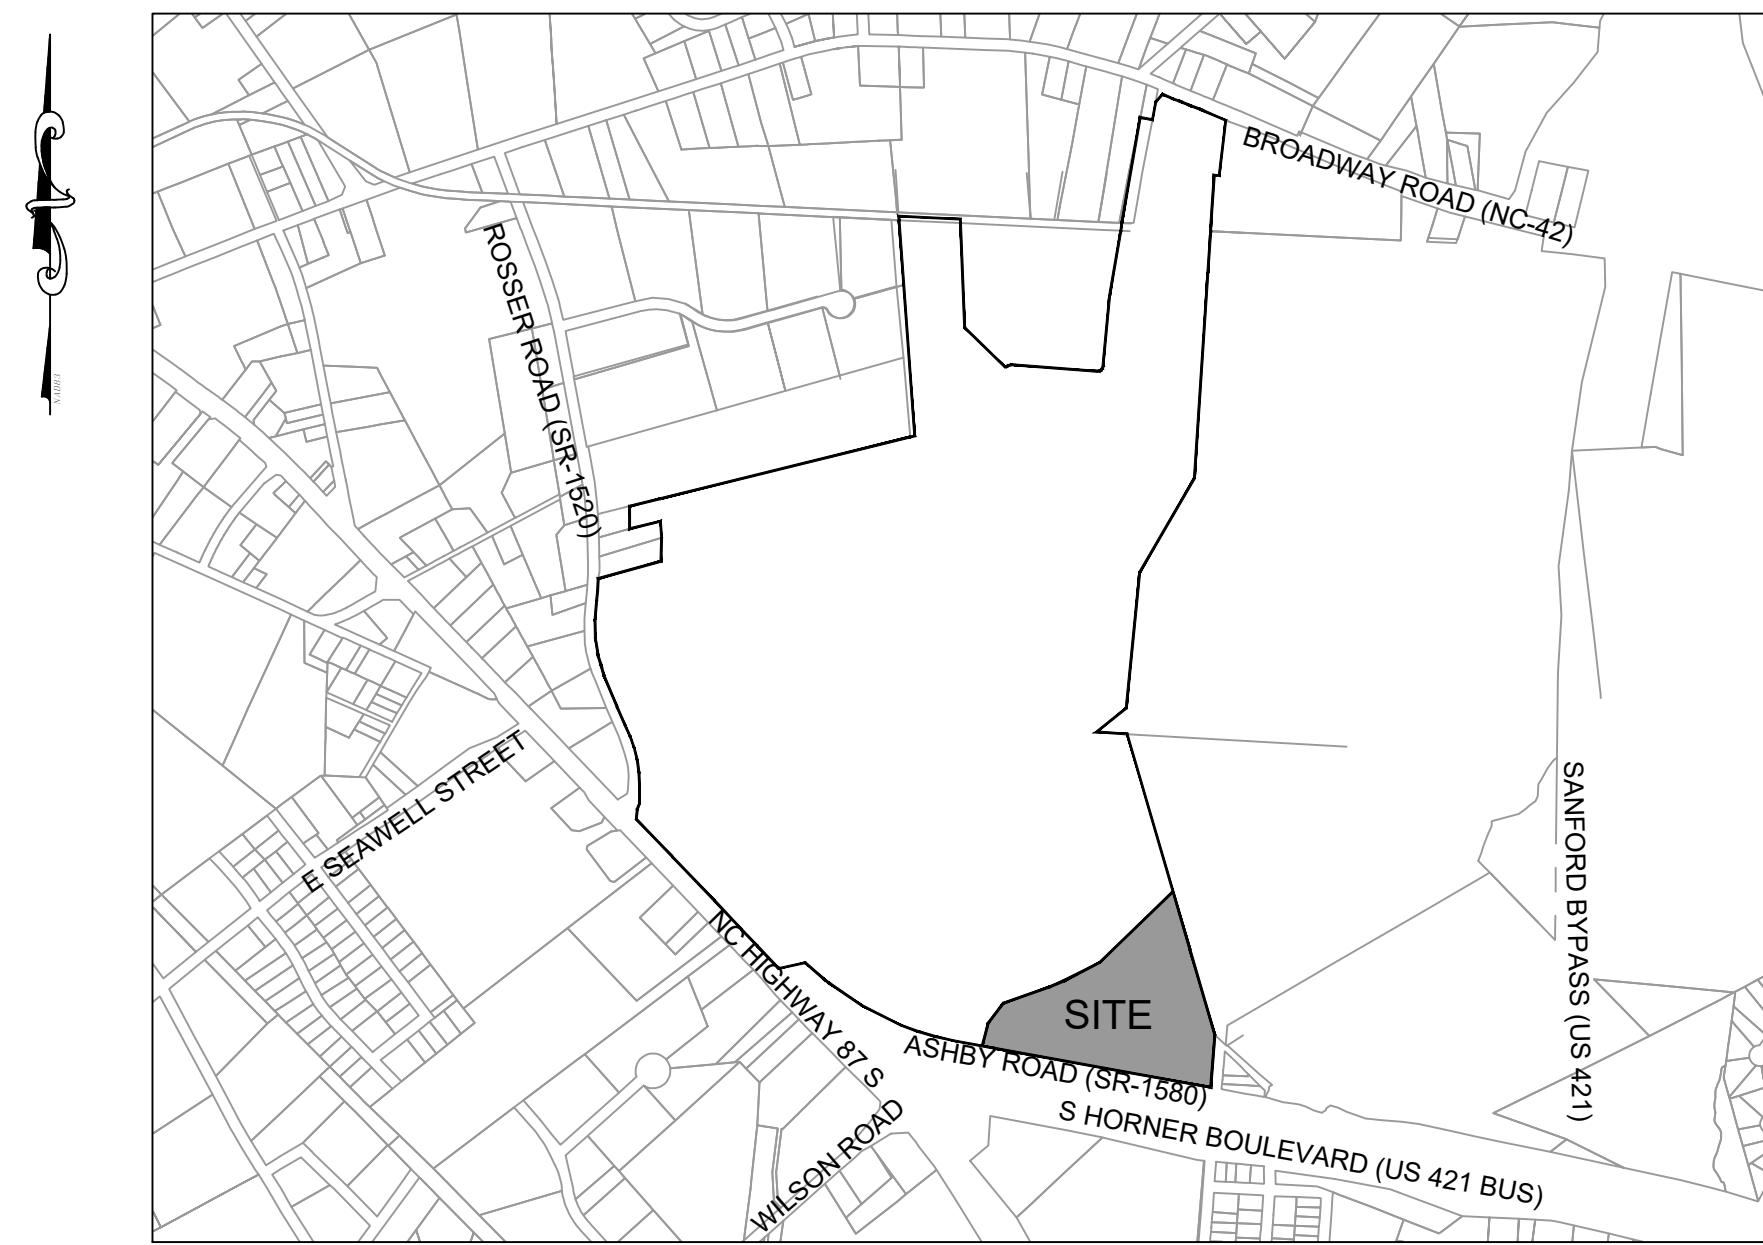 NAD83
BROADWAY ROAD (NC-42)
ROSSER ROAD (SR-1520)
E SEAWELL STREET
SANFORD BYPASS (US 421)
NC HIGHWAY 87 S
SITE
ASHBY ROAD (SR-1580)
S HORNER BOULEVARD (US 421 BUS)
WILSON ROAD